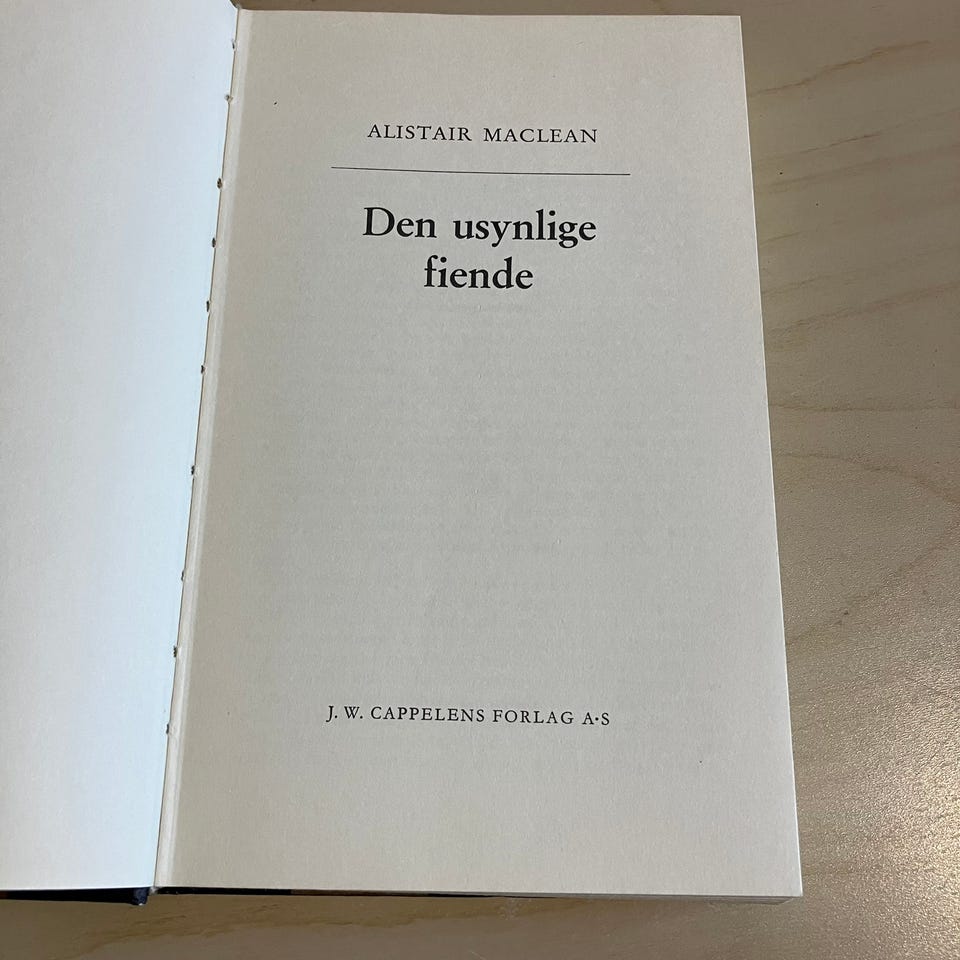 ALISTAIR MACLEAN
Den usynlige
fiende
J. W. CAPPELENS FORLAG A·S